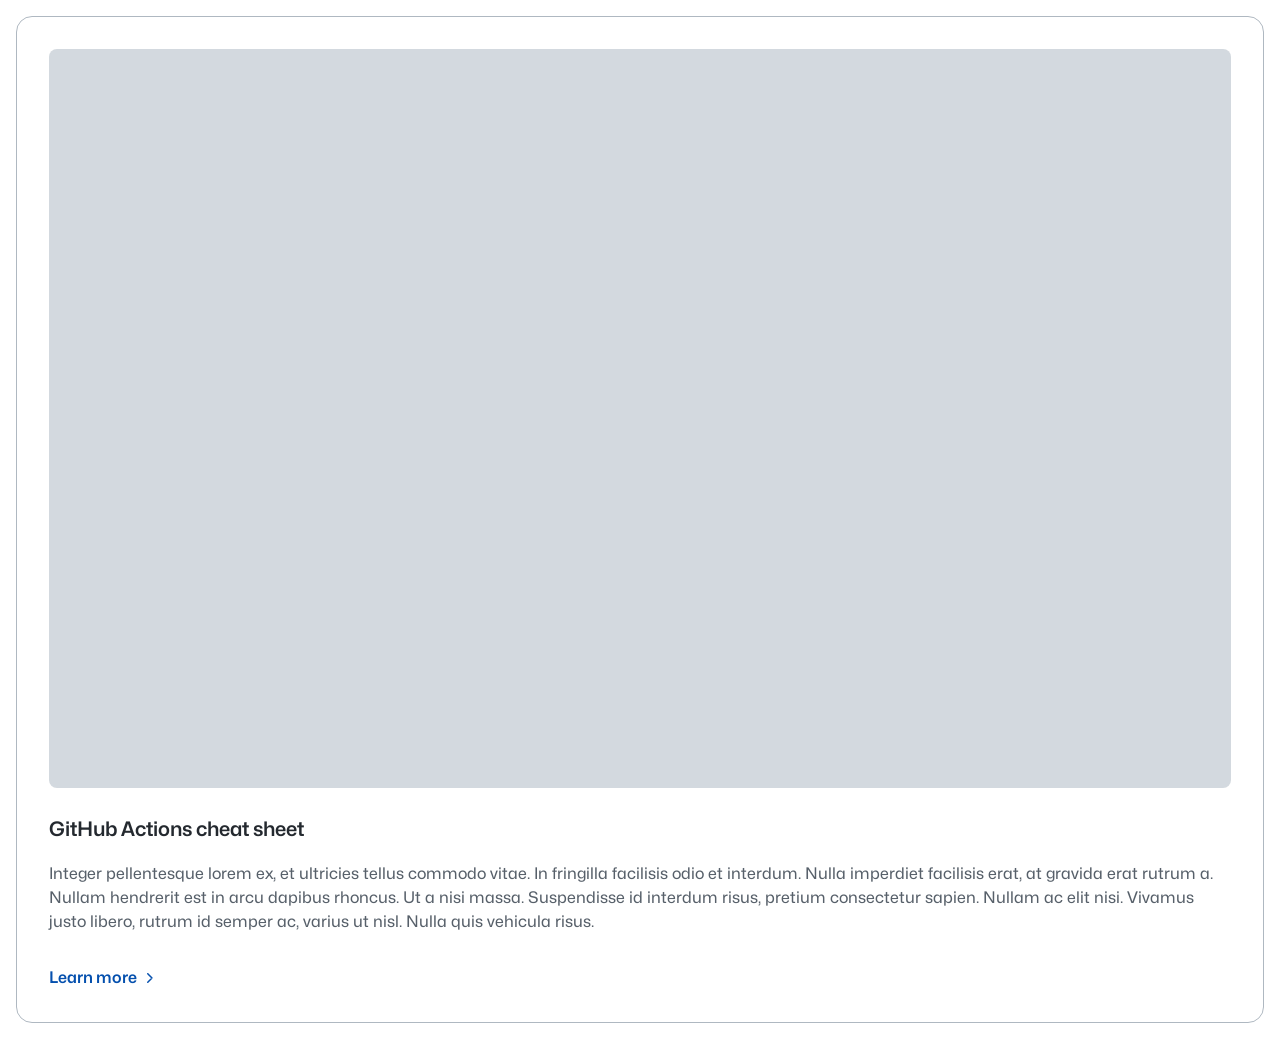 GitHub Actions cheat sheet
Integer pellentesque lorem ex, et ultricies tellus commodo vitae. In fringilla facilisis odio et interdum. Nulla imperdiet facilisis erat, at gravida erat rutrum a.
Nullam hendrerit est in arcu dapibus rhoncus. Ut a nisi massa. Suspendisse id interdum risus, pretium consectetur sapien. Nullam ac elit nisi. Vivamus
justo libero, rutrum id semper ac, varius ut nisl. Nulla quis vehicula risus.
Learn more